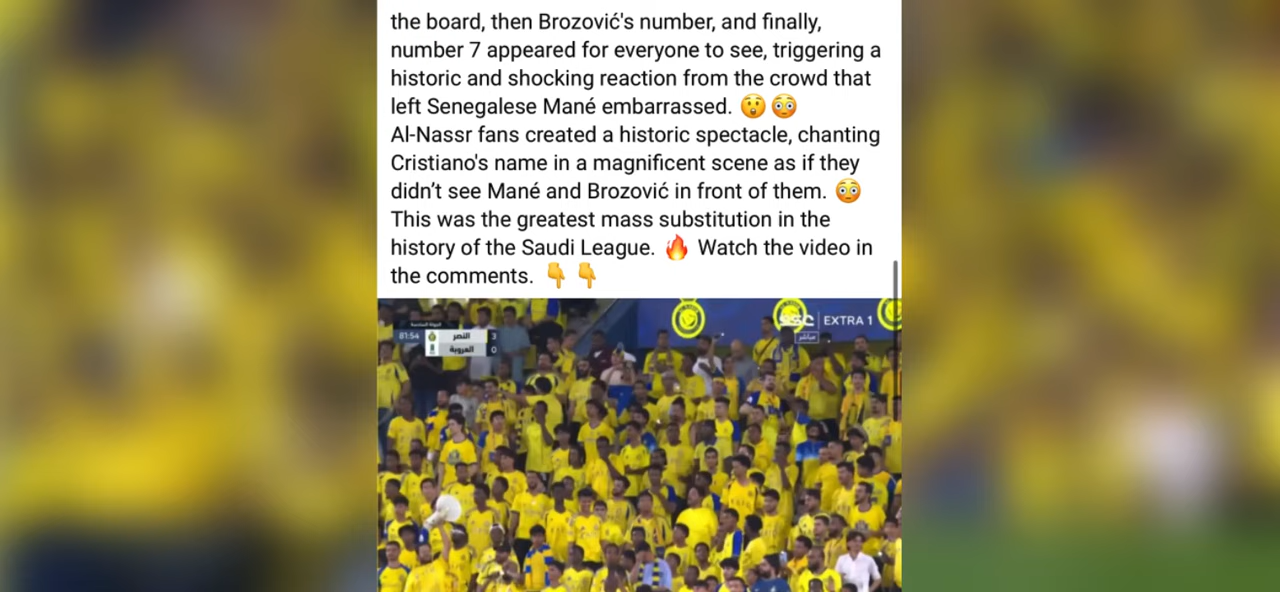 the board, then Brozović's number, and finally,
number 7 appeared for everyone to see, triggering a
historic and shocking reaction from the crowd that
left Senegalese Mané embarrassed. 😲 😳
Al-Nassr fans created a historic spectacle, chanting
Cristiano's name in a magnificent scene as if they
didn’t see Mané and Brozović in front of them. 😳
This was the greatest mass substitution in the
history of the Saudi League. 🔥 Watch the video in
the comments. 👇 👇
SSC EXTRA 1
مباشر
81:54 النصر 3
العروبة 0